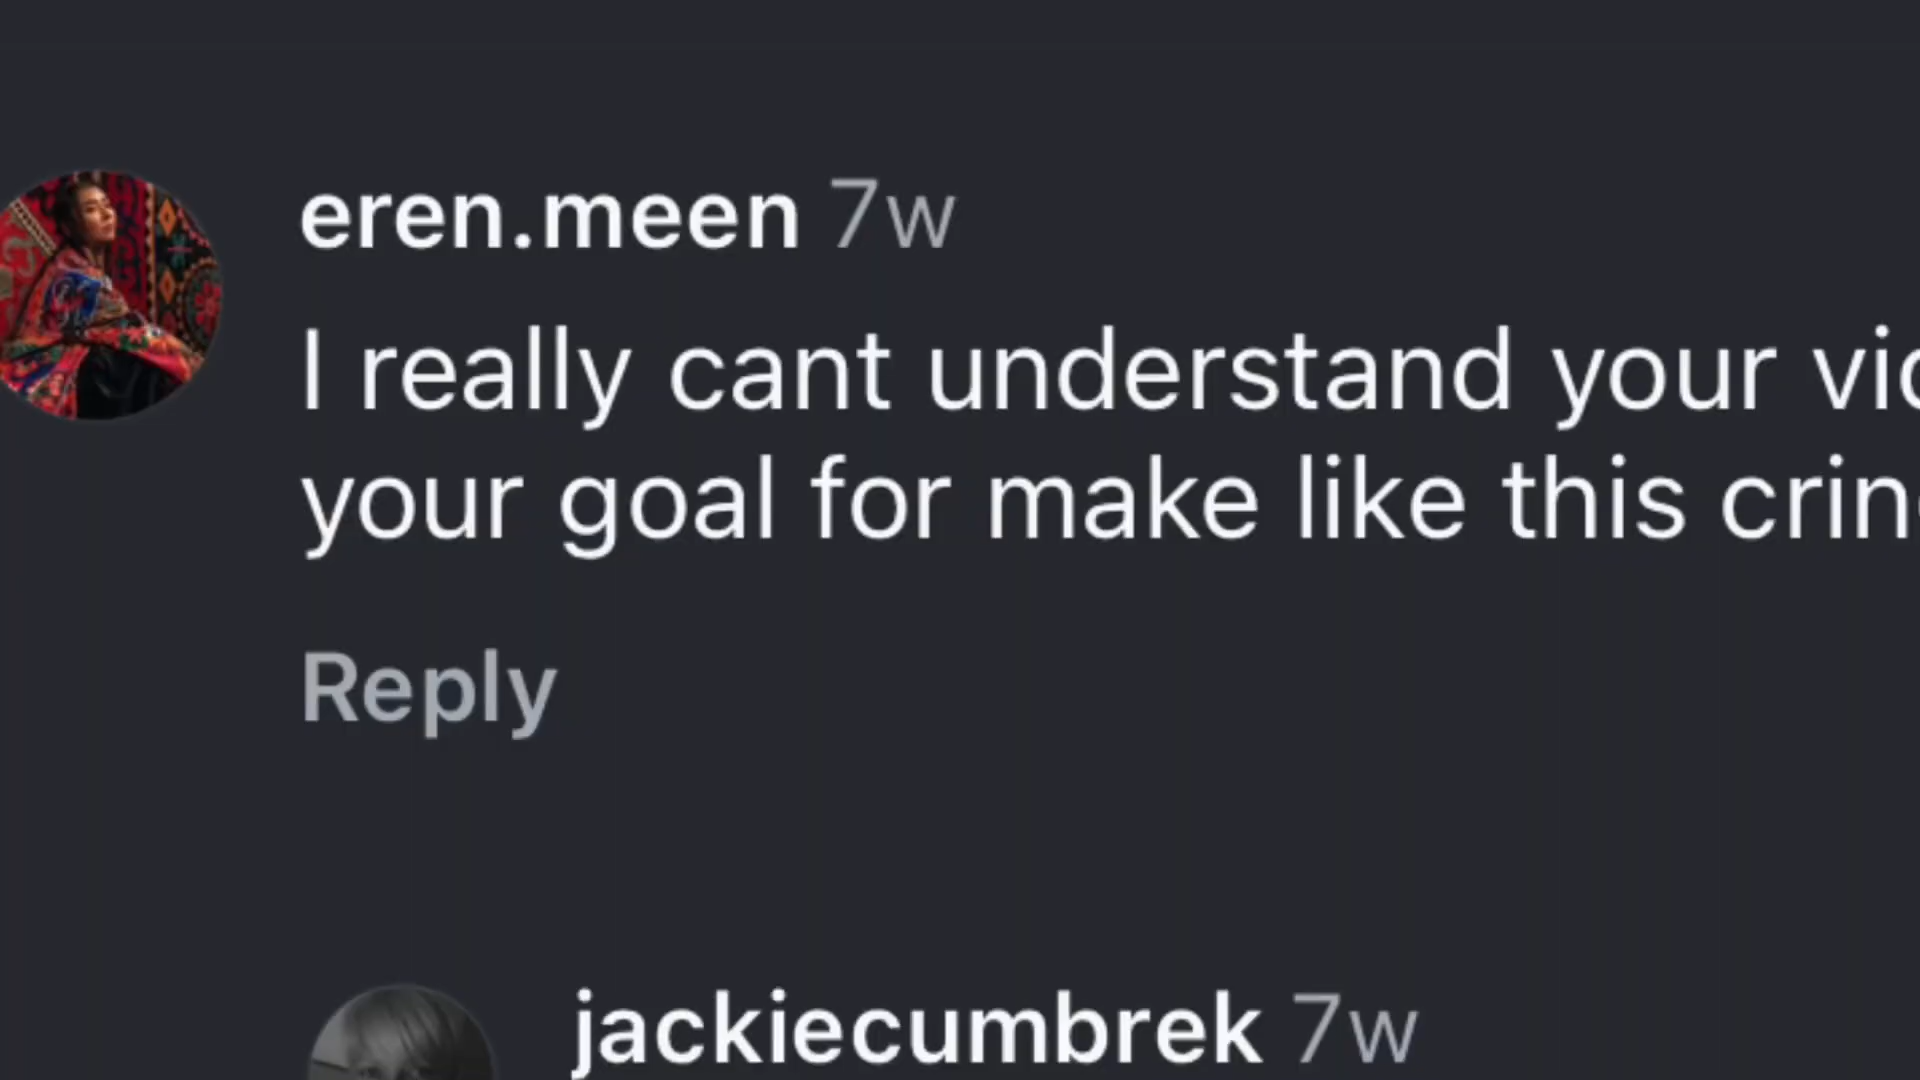 eren.meen 7w
I really cant understand your
your goal for make like this
Reply
jackiecumbrek 7w